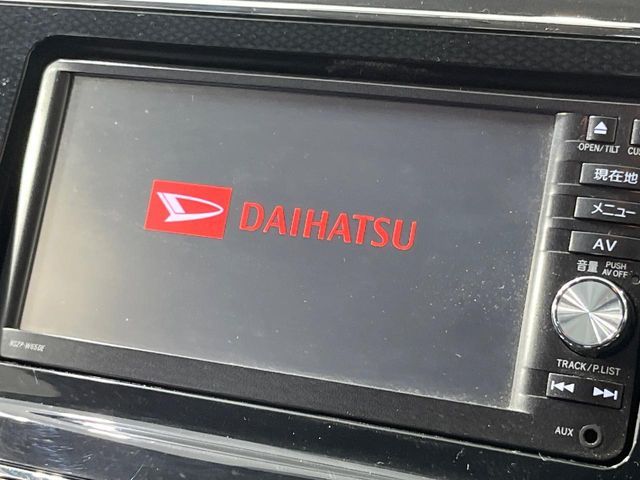 DAIHATSU
OPEN/TILT
現在地
メニュー
AV
音量 PUSH
AV OFF
TRACK/P.LIST
AUX